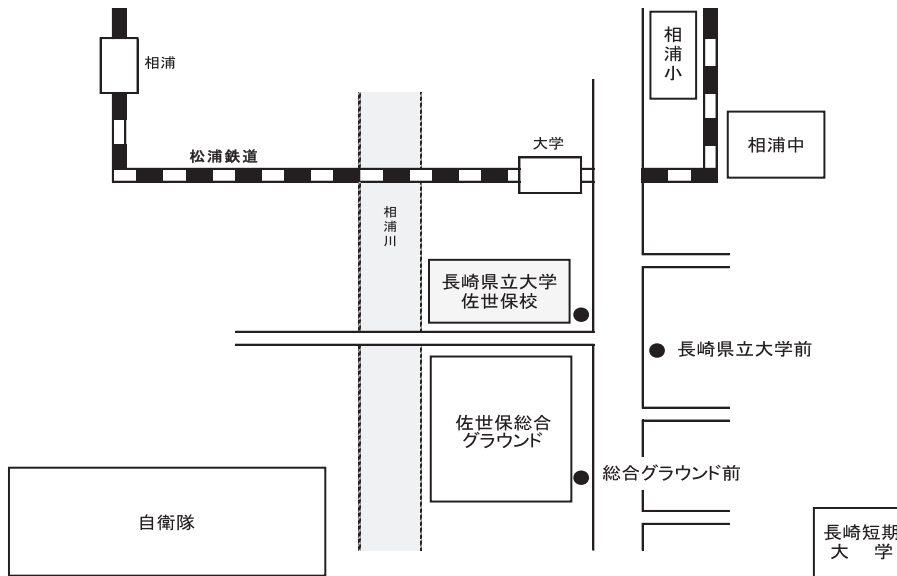 相浦小
相浦
相浦中
大学
松浦鉄道
相浦川
長崎県立大学
佐世保校
長崎県立大学前
佐世保総合
グラウンド
総合グラウンド前
自衛隊
長崎短期
大学